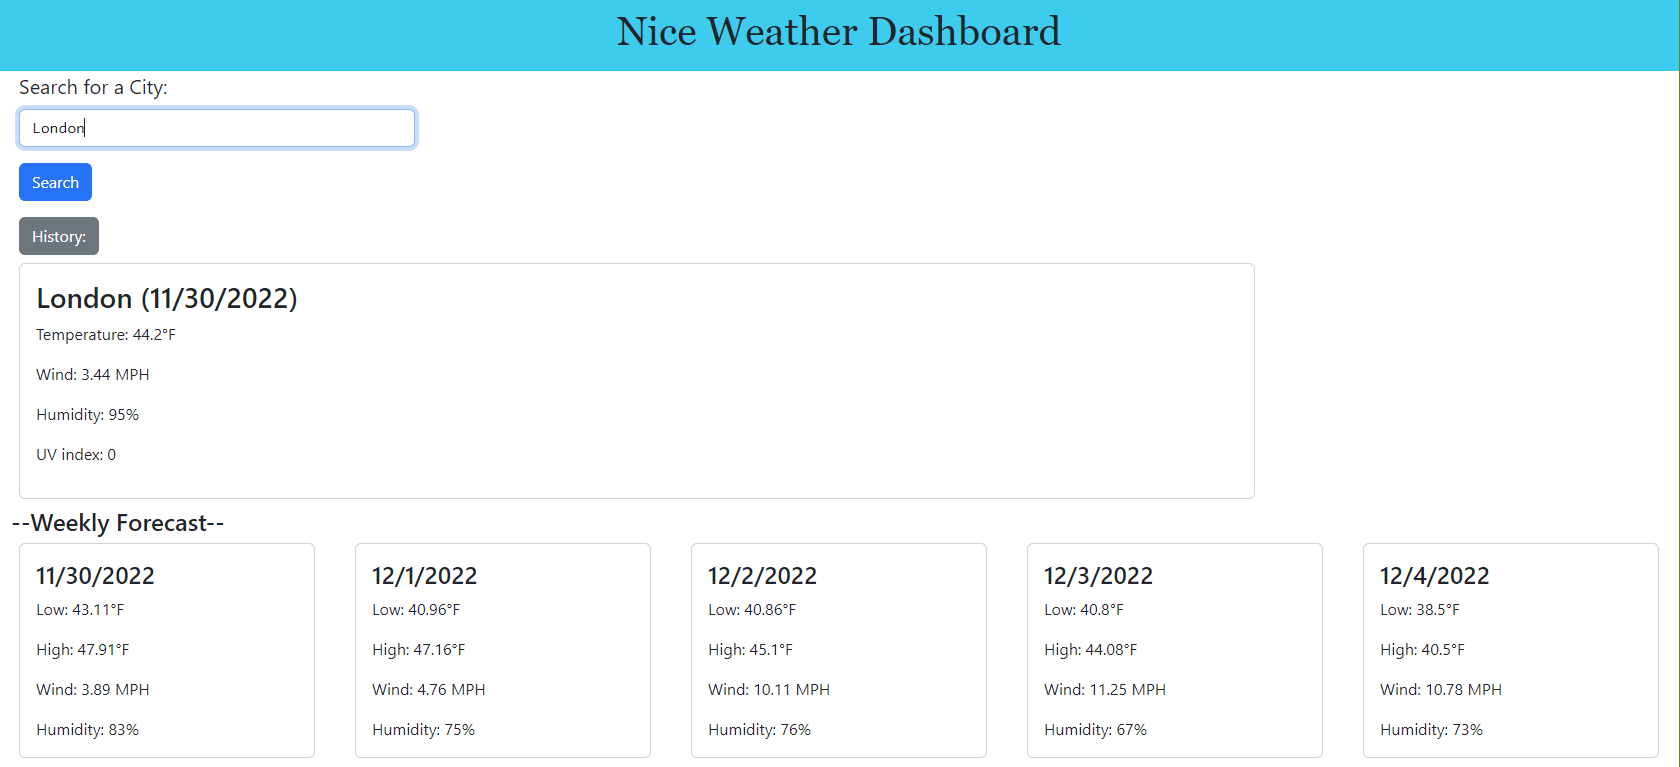 Nice Weather Dashboard
Search for a City:
London
Search
History:
London (11/30/2022)
Temperature: 44.2°F
Wind: 3.44 MPH
Humidity: 95%
UV index: 0
--Weekly Forecast--
11/30/2022
Low: 43.11°F
High: 47.91°F
Wind: 3.89 MPH
Humidity: 83%
12/1/2022
Low: 40.96°F
High: 47.16°F
Wind: 4.76 MPH
Humidity: 75%
12/2/2022
Low: 40.86°F
High: 45.1°F
Wind: 10.11 MPH
Humidity: 76%
12/3/2022
Low: 40.8°F
High: 44.08°F
Wind: 11.25 MPH
Humidity: 67%
12/4/2022
Low: 38.5°F
High: 40.5°F
Wind: 10.78 MPH
Humidity: 73%